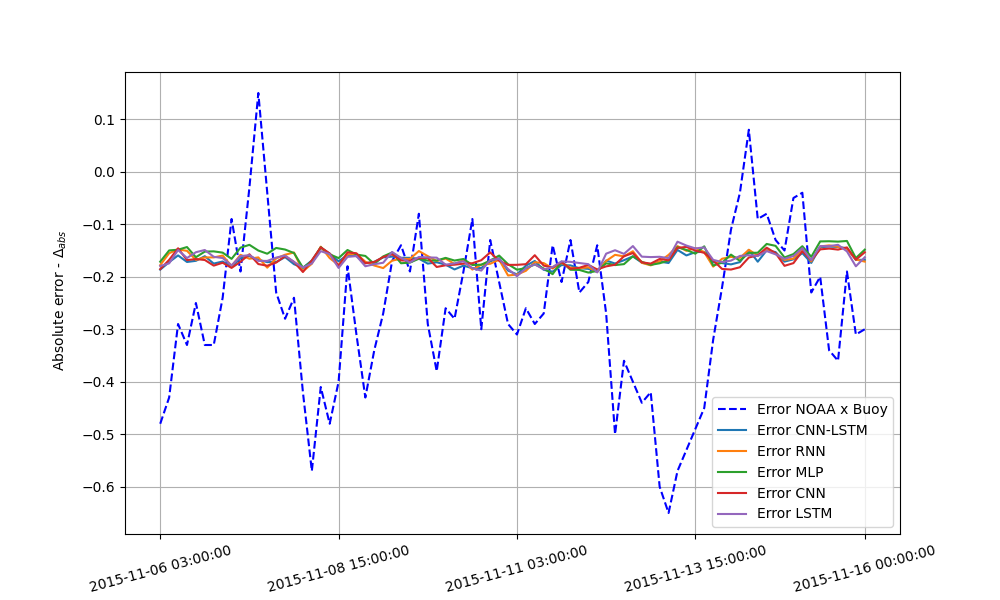 Absolute error - Δabs
0.1
0.0
−0.1
−0.2
−0.3
−0.4
−0.5
−0.6
2015-11-06 03:00:00
2015-11-08 15:00:00
2015-11-11 03:00:00
2015-11-13 15:00:00
2015-11-16 00:00:00
Error NOAA x Buoy
Error CNN-LSTM
Error RNN
Error MLP
Error CNN
Error LSTM